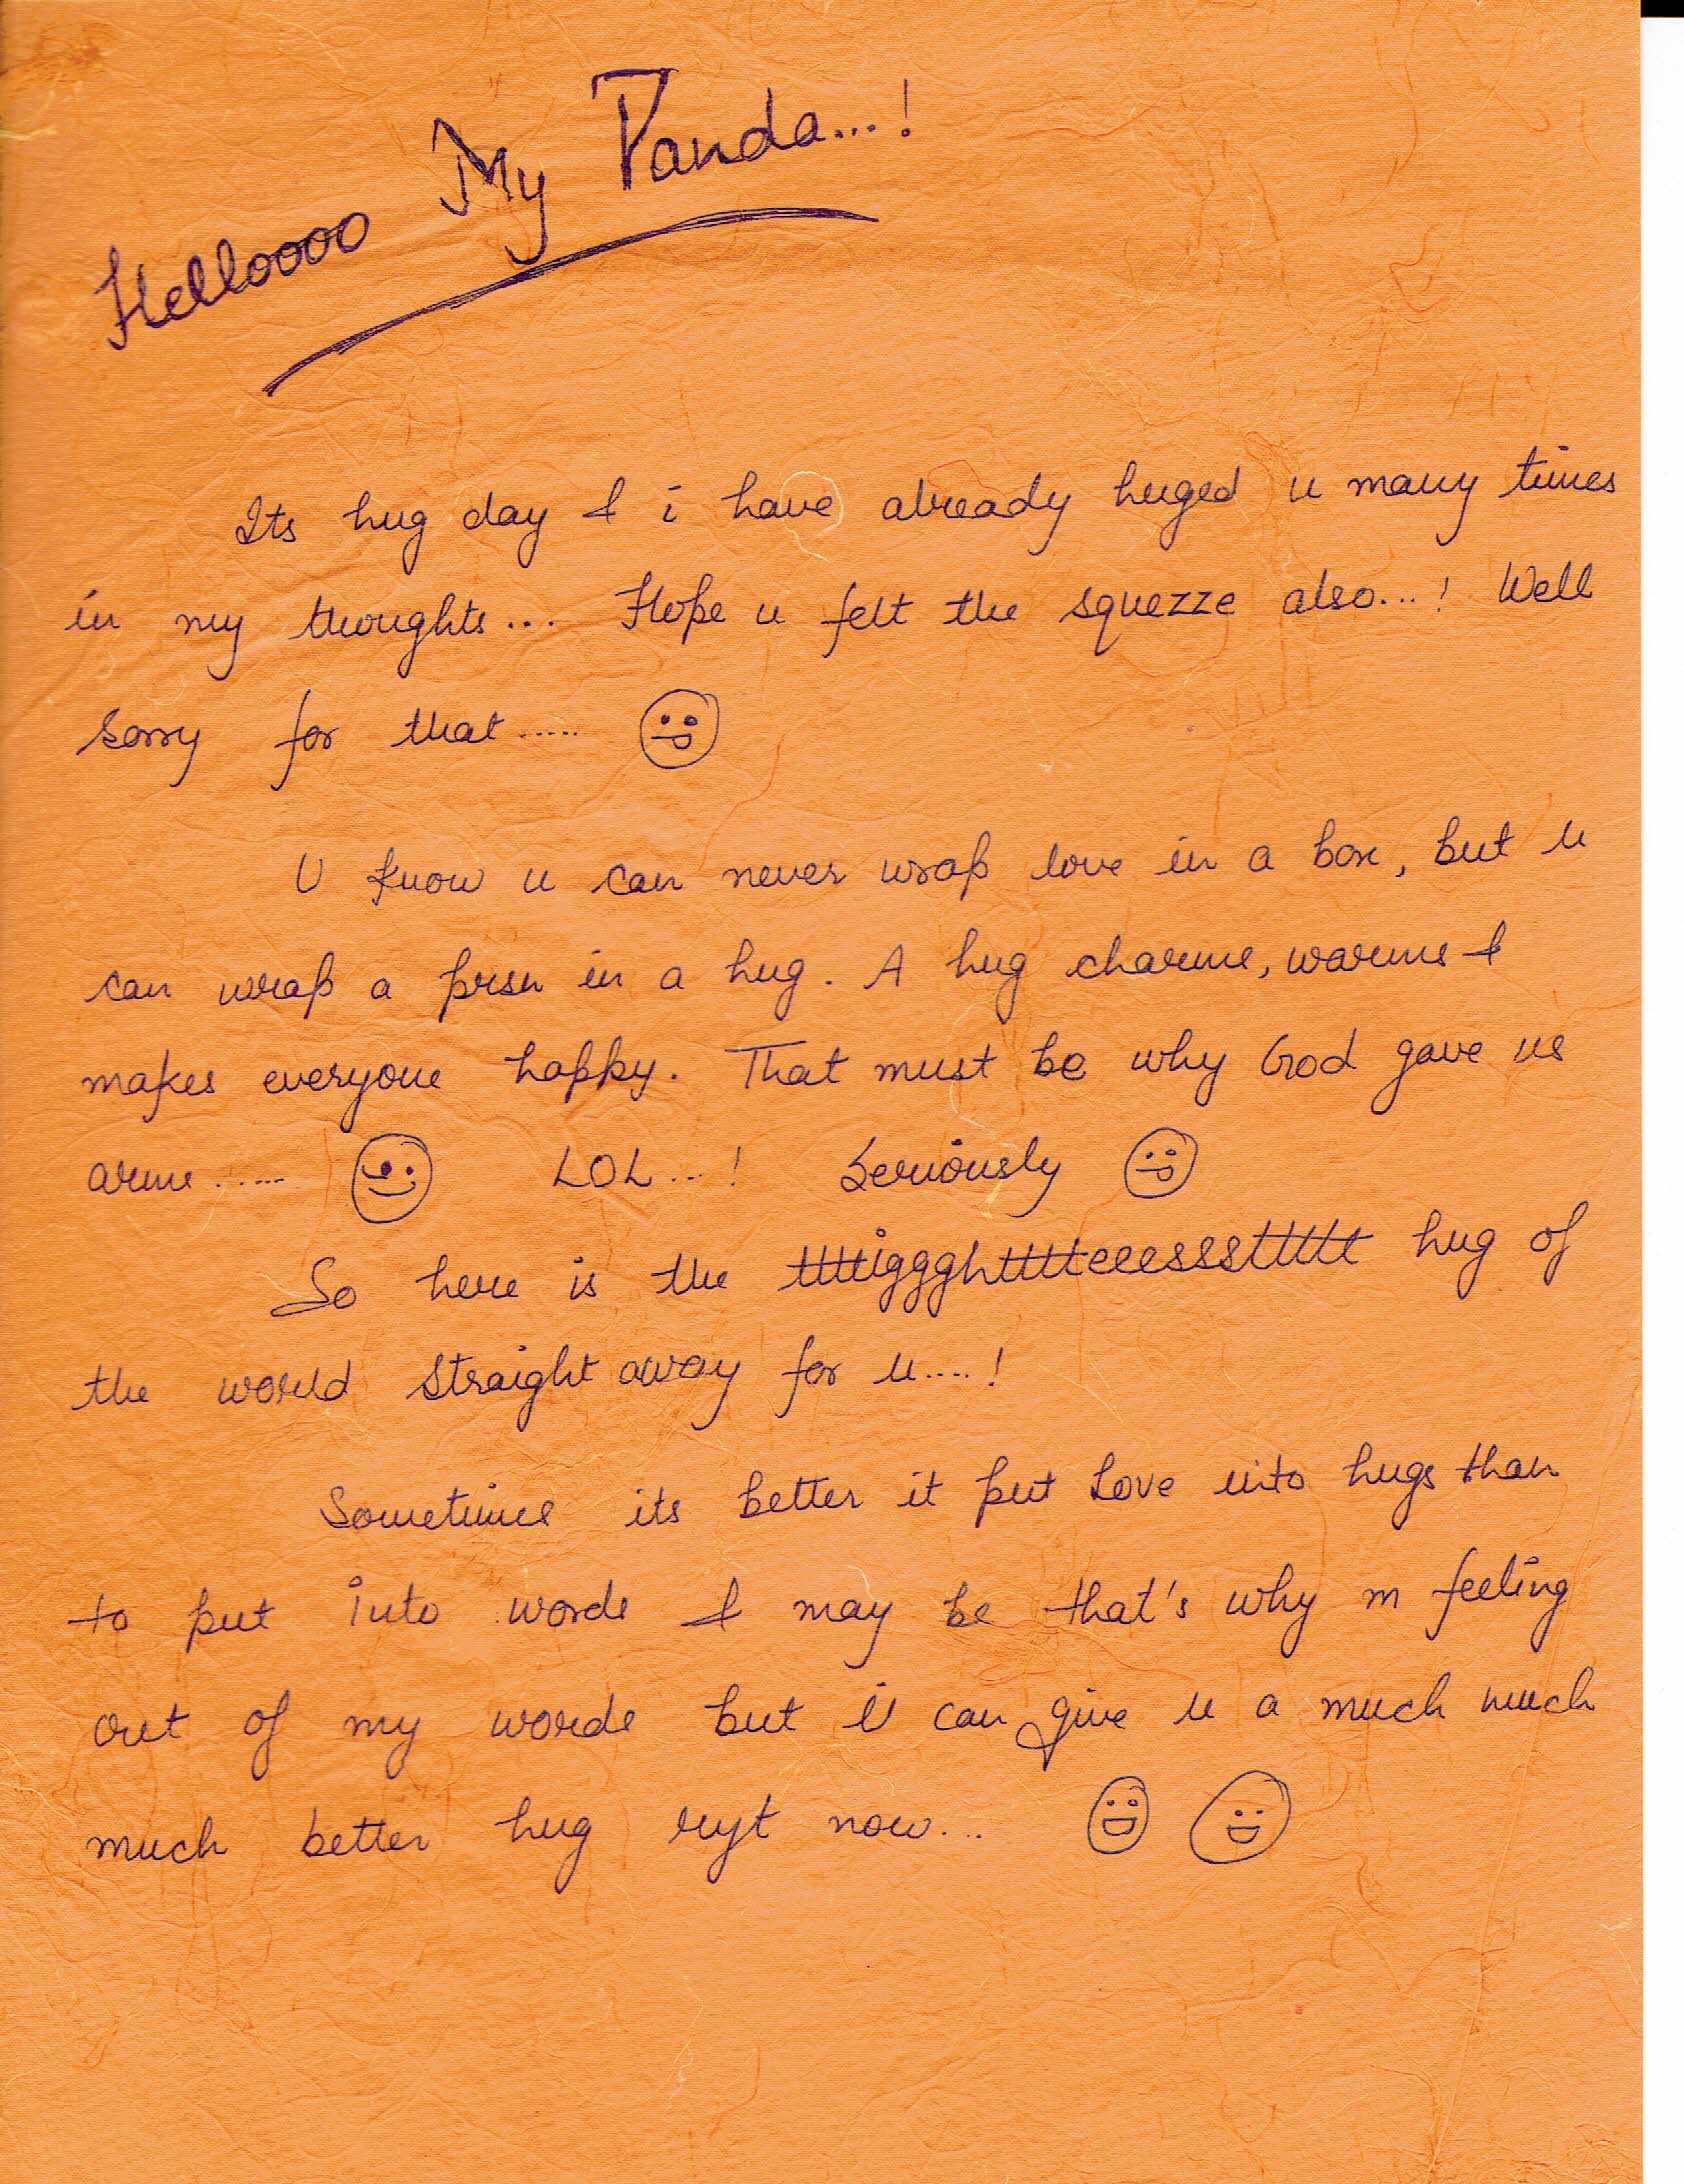 Helloooo My Panda...!
Its hug day & i have already huged u many times
in my thoughts... Hope u felt the squezze also...! Well
sorry for that.....
U know u can never wrap love in a box, but u
can wrap a prsn in a hug. A hug charms, warms &
makes everyone happy. That must be why God gave us
arms..... LOL...! Seriously
So here is the ttttiggghtttteeesssttttt hug of
the world straight away for u....!
Sometimes its better it put Love into hugs than
to put into words & may be that's why m feeling
out of my words but i can give u a much much
much better hug ryt now...